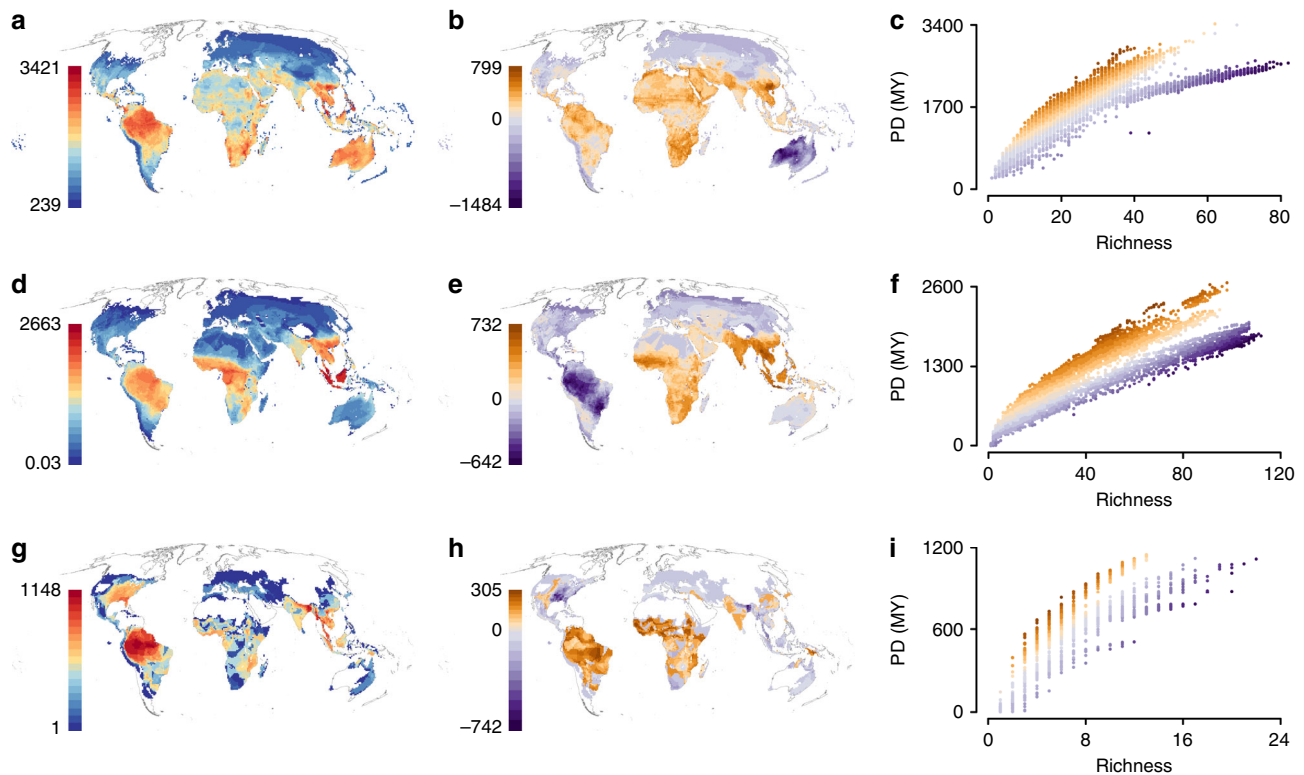 a
3421
239
b
799
0
−1484
c
PD (MY)
3400
1700
0
0 20 40 60 80
Richness
d
2663
0.03
e
732
0
−642
f
PD (MY)
2600
1300
0
0 40 80 120
Richness
g
1148
1
h
305
0
−742
i
PD (MY)
1200
600
0
0 8 16 24
Richness